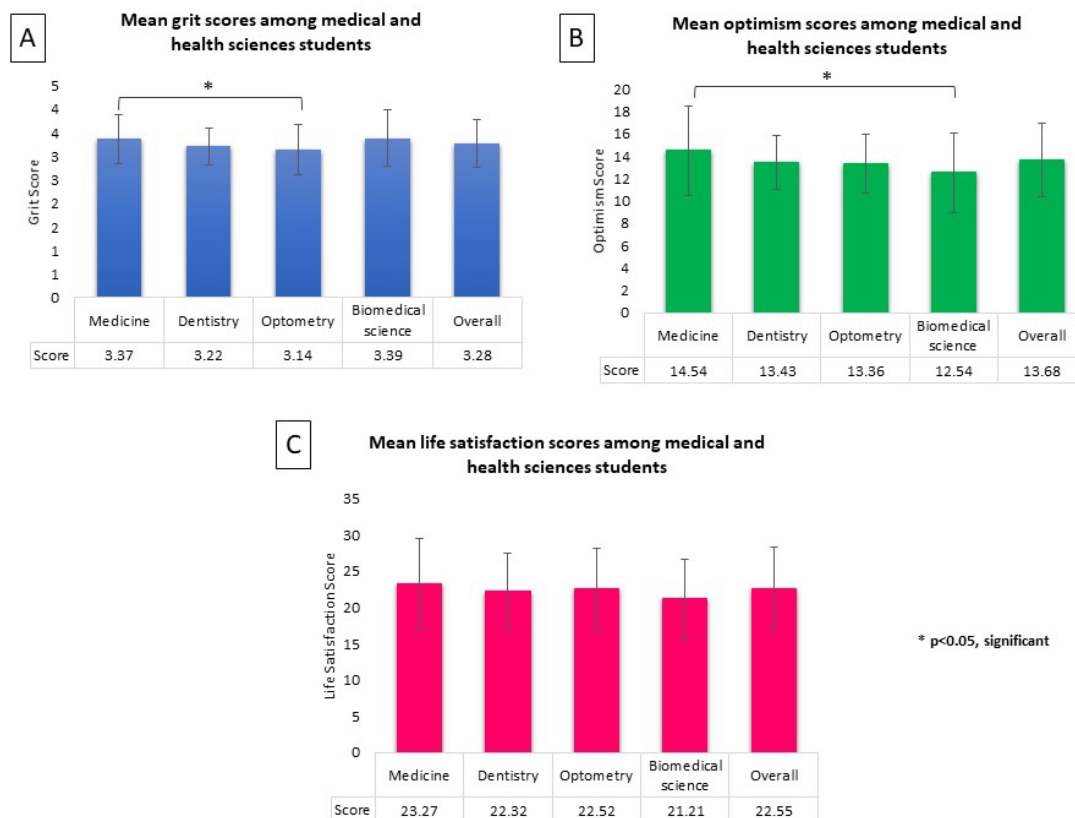 A
Mean grit scores among medical and
health sciences students
5
4
4
3
3
2
2
1
1
0
Grit Score
*
Medicine Dentistry Optometry Biomedical science Overall
Score 3.37 3.22 3.14 3.39 3.28
B
Mean optimism scores among medical and
health sciences students
20
18
16
14
12
10
8
6
4
2
0
Optimism Score
*
Medicine Dentistry Optometry Biomedical science Overall
Score 14.54 13.43 13.36 12.54 13.68
C
Mean life satisfaction scores among medical and
health sciences students
35
30
25
20
15
10
5
0
Life Satisfaction Score
Medicine Dentistry Optometry Biomedical science Overall
Score 23.27 22.32 22.52 21.21 22.55
* p<0.05, significant